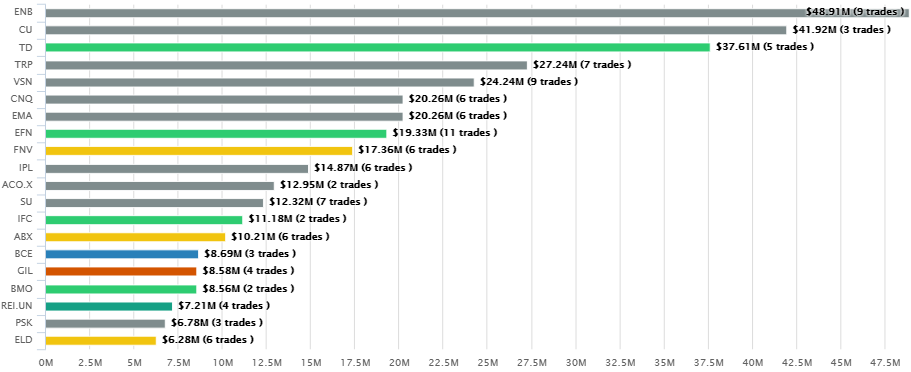 ENB $48.91M (9 trades )
CU $41.92M (3 trades )
TD $37.61M (5 trades )
TRP $27.24M (7 trades )
VSN $24.24M (9 trades )
CNQ $20.26M (6 trades )
EMA $20.26M (6 trades )
EFN $19.33M (11 trades )
FNV $17.36M (6 trades )
IPL $14.87M (6 trades )
ACO.X $12.95M (2 trades )
SU $12.32M (7 trades )
IFC $11.18M (2 trades )
ABX $10.21M (6 trades )
BCE $8.69M (3 trades )
GIL $8.58M (4 trades )
BMO $8.56M (2 trades )
REI.UN $7.21M (4 trades )
PSK $6.78M (3 trades )
ELD $6.28M (6 trades )
0M 2.5M 5M 7.5M 10M 12.5M 15M 17.5M 20M 22.5M 25M 27.5M 30M 32.5M 35M 37.5M 40M 42.5M 45M 47.5M